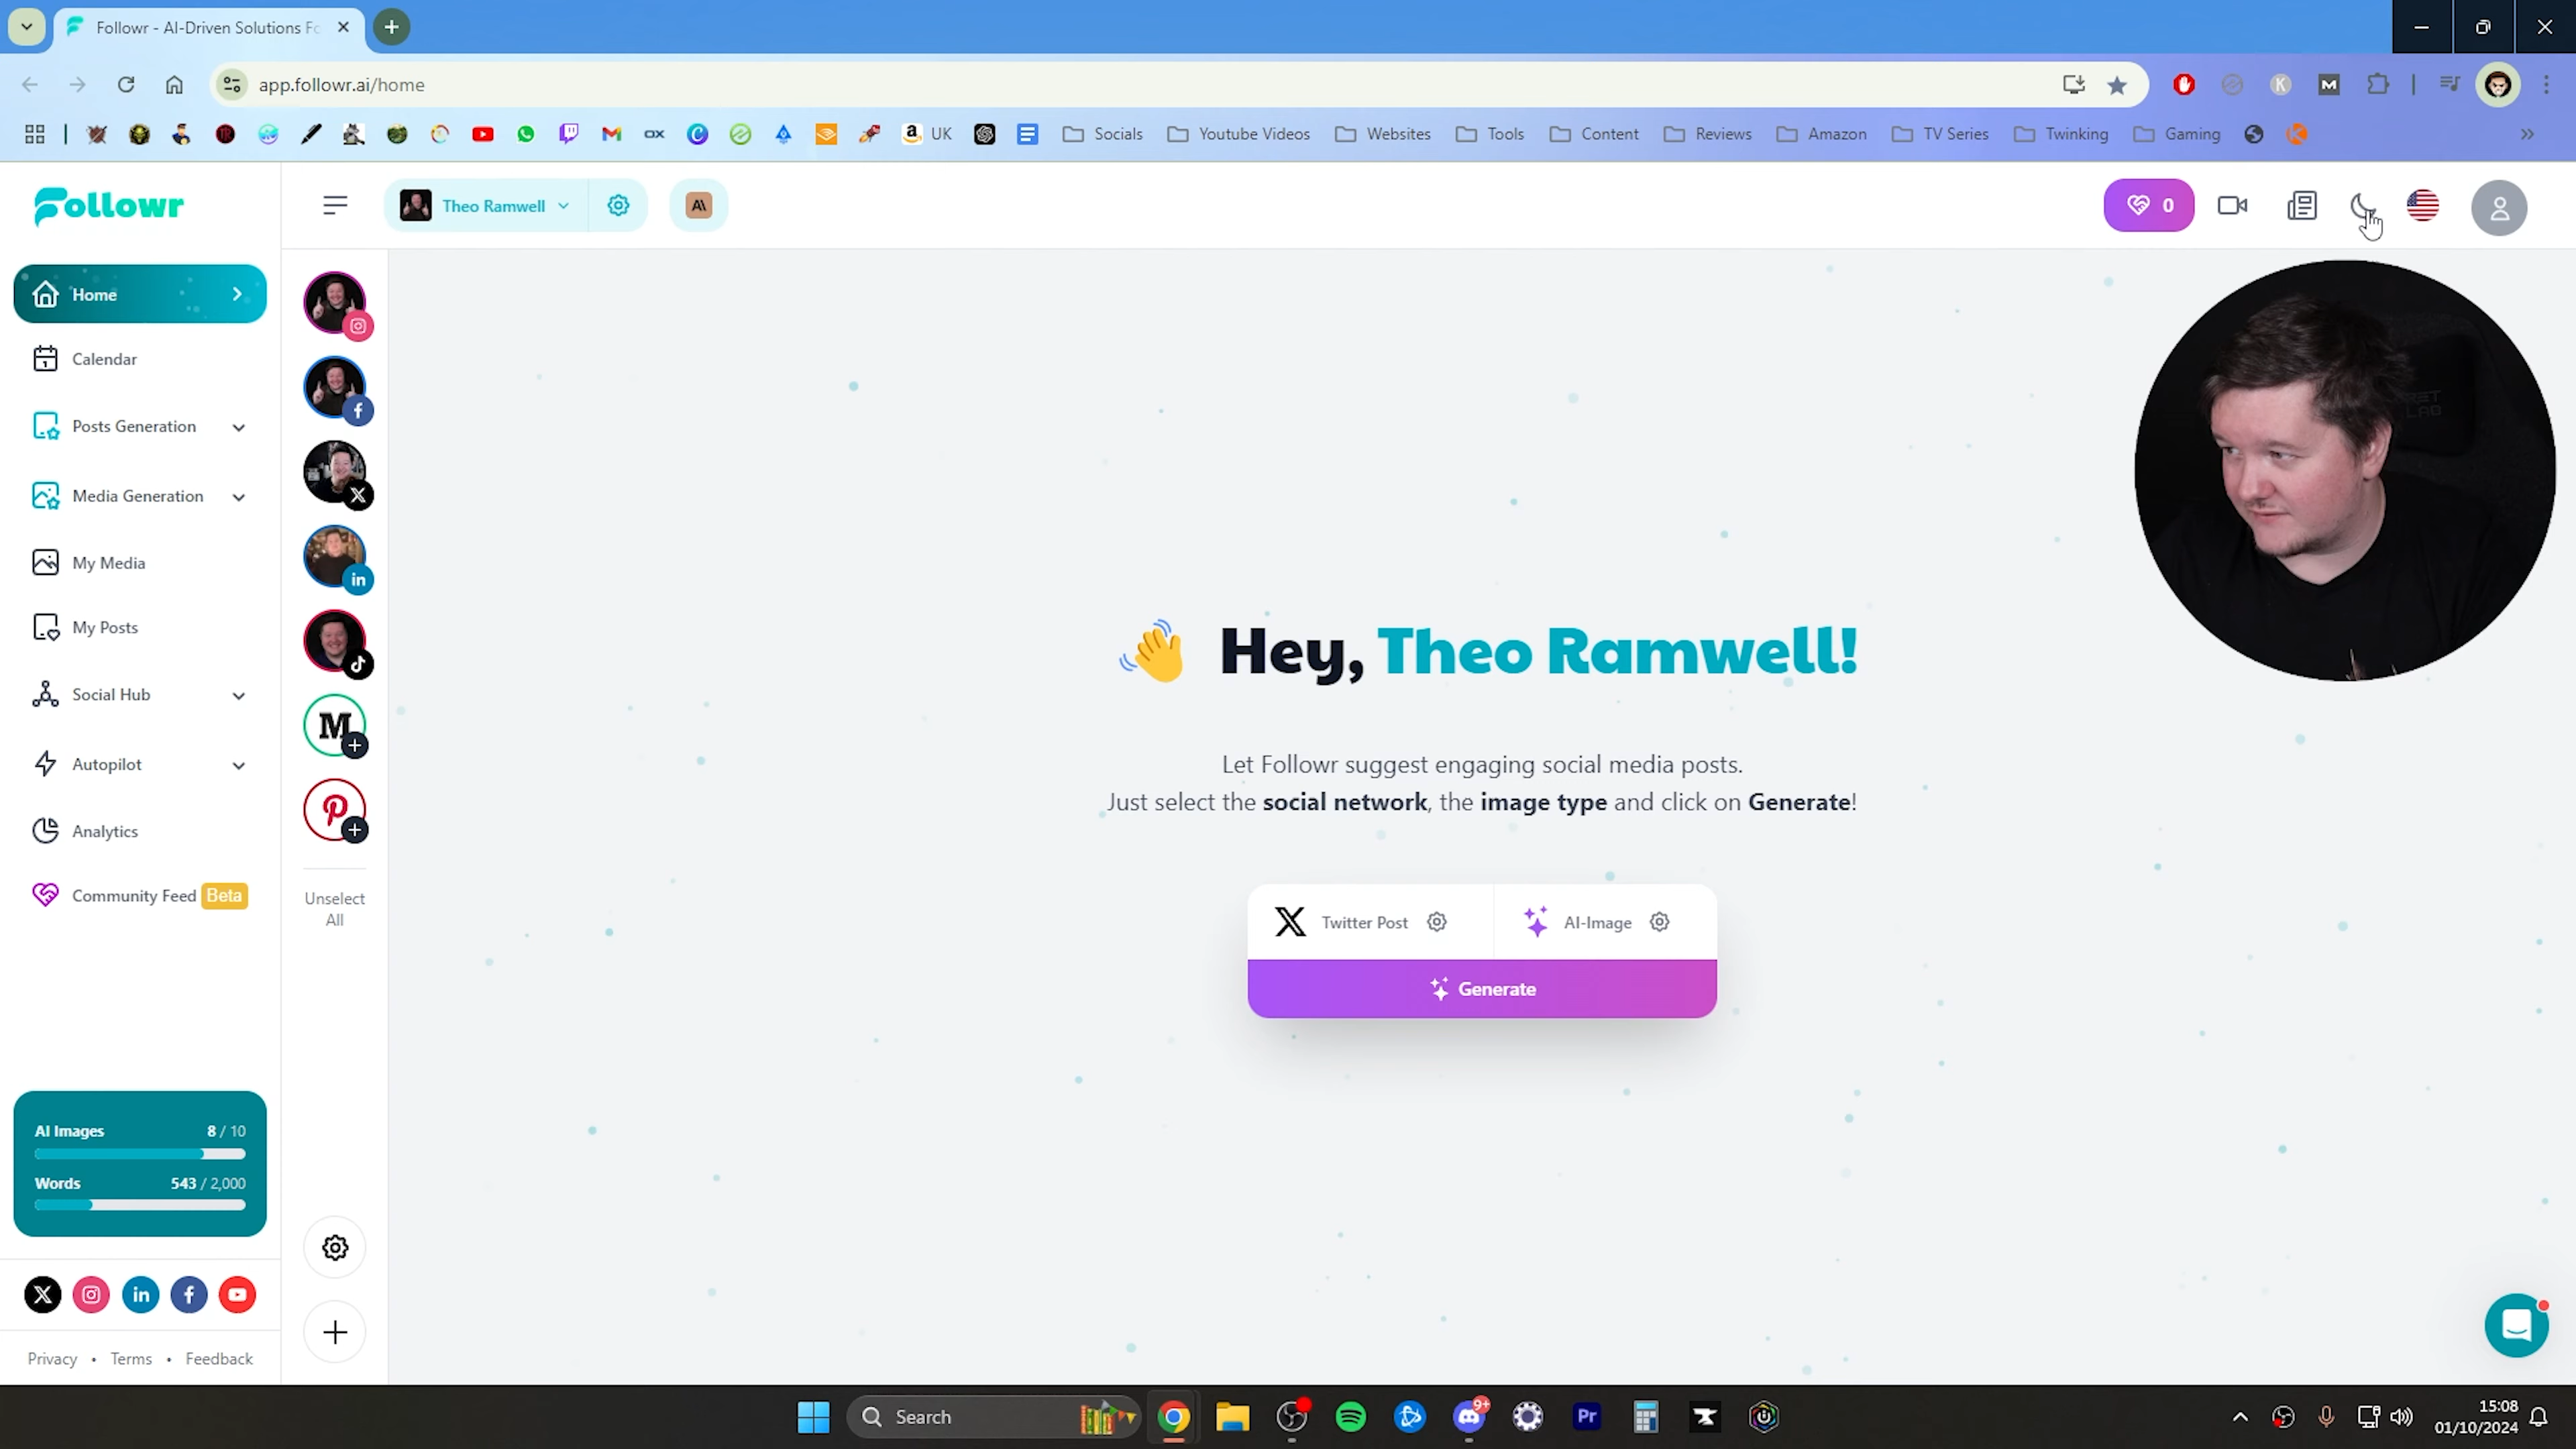 Followr - AI-Driven Solutions Fo
app.followr.ai/home
UK
Socials
Youtube Videos
Websites
Tools
Content
Reviews
Amazon
TV Series
Twinking
Gaming
Followr
Theo Ramwell
0
Home
Calendar
Posts Generation
Media Generation
My Media
My Posts
Social Hub
Autopilot
Analytics
Community Feed Beta
Unselect
All
Hey, Theo Ramwell!
Let Followr suggest engaging social media posts.
Just select the social network, the image type and click on Generate!
Twitter Post
AI-Image
Generate
AI Images 8 / 10
Words 543 / 2,000
Privacy • Terms • Feedback
Search
9+
Pr
15:08
01/10/2024